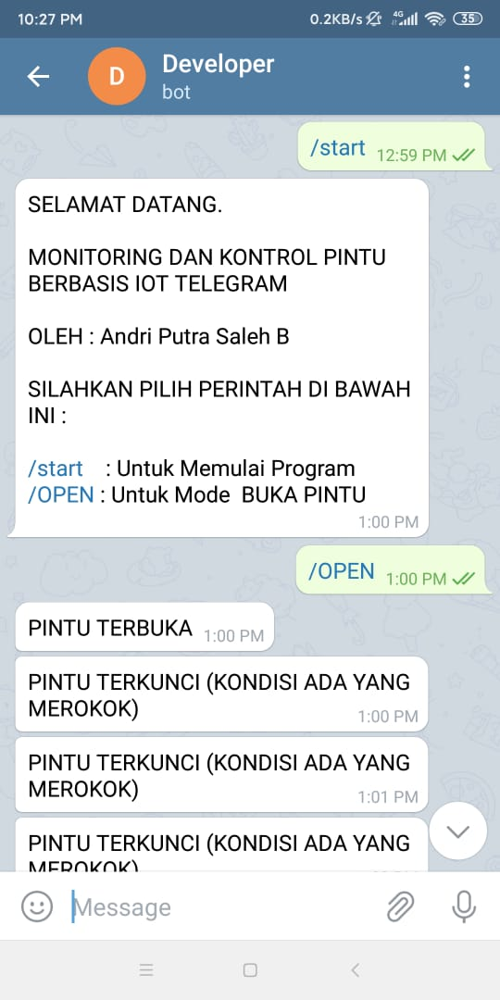 10:27 PM 0.2KB/s 4G 35
D Developer
bot
/start 12:59 PM
SELAMAT DATANG.
MONITORING DAN KONTROL PINTU
BERBASIS IOT TELEGRAM
OLEH : Andri Putra Saleh B
SILAHKAN PILIH PERINTAH DI BAWAH
INI :
/start : Untuk Memulai Program
/OPEN : Untuk Mode BUKA PINTU
1:00 PM
/OPEN 1:00 PM
PINTU TERBUKA 1:00 PM
PINTU TERKUNCI (KONDISI ADA YANG
MEROKOK) 1:00 PM
PINTU TERKUNCI (KONDISI ADA YANG
MEROKOK) 1:01 PM
PINTU TERKUNCI (KONDISI ADA YANG
MEROKOK)
Message